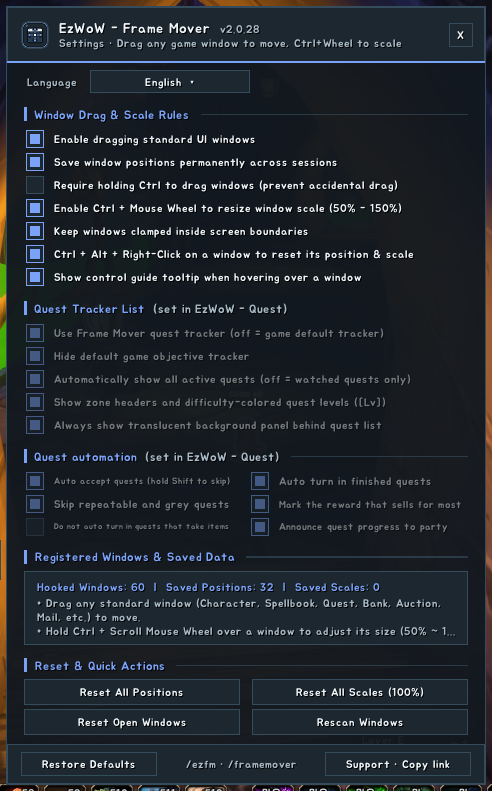 EzWoW - Frame Mover v2.0.28
Settings · Drag any game window to move, Ctrl+Wheel to scale
X
Language English
Window Drag & Scale Rules
Enable dragging standard UI windows
Save window positions permanently across sessions
Require holding Ctrl to drag windows (prevent accidental drag)
Enable Ctrl + Mouse Wheel to resize window scale (50% - 150%)
Keep windows clamped inside screen boundaries
Ctrl + Alt + Right-Click on a window to reset its position & scale
Show control guide tooltip when hovering over a window
Quest Tracker List (set in EzWoW - Quest)
Use Frame Mover quest tracker (off = game default tracker)
Hide default game objective tracker
Automatically show all active quests (off = watched quests only)
Show zone headers and difficulty-colored quest levels ([Lv])
Always show translucent background panel behind quest list
Quest automation (set in EzWoW - Quest)
Auto accept quests (hold Shift to skip) Auto turn in finished quests
Skip repeatable and grey quests Mark the reward that sells for most
Do not auto turn in quests that take items Announce quest progress to party
Registered Windows & Saved Data
Hooked Windows: 60 | Saved Positions: 32 | Saved Scales: 0
• Drag any standard window (Character, Spellbook, Quest, Bank, Auction,
Mail, etc.) to move.
• Hold Ctrl + Scroll Mouse Wheel over a window to adjust its size (50% ~ 1...
Reset & Quick Actions
Reset All Positions Reset All Scales (100%)
Reset Open Windows Rescan Windows
Restore Defaults /ezfm · /framemover Support · Copy link